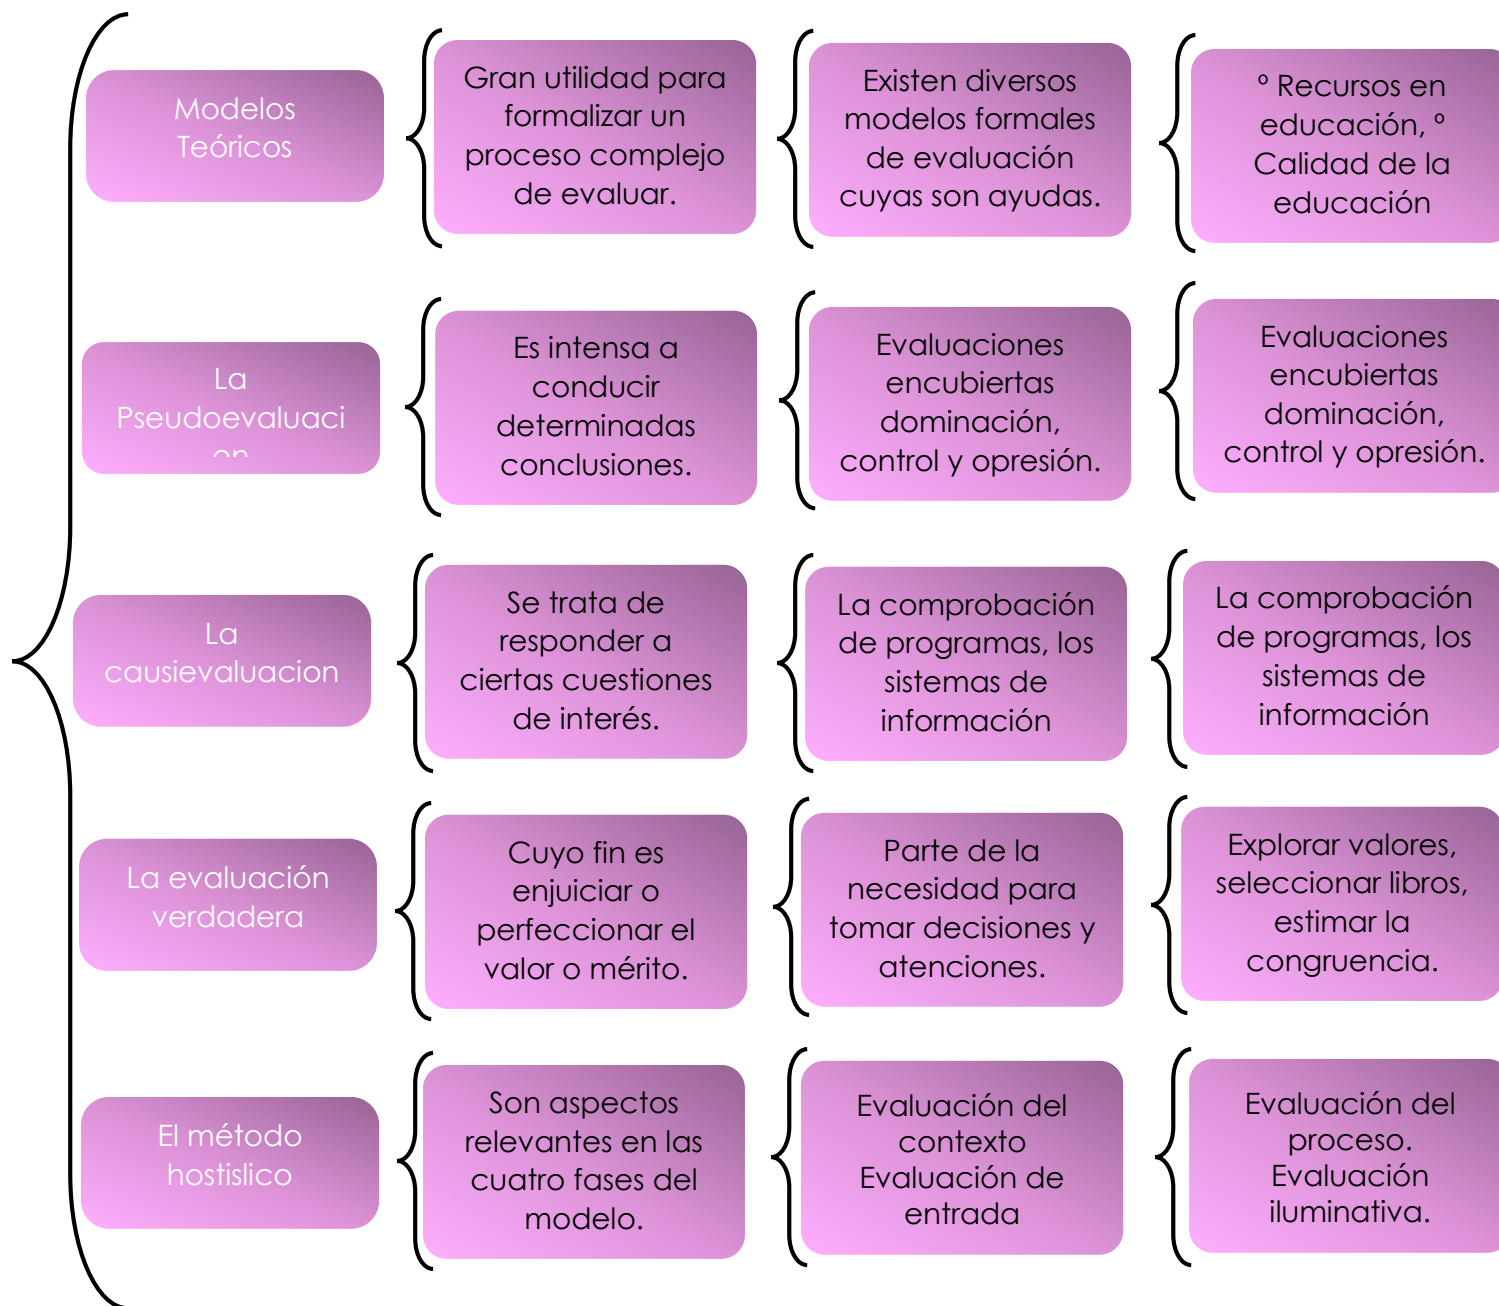 Modelos
Teóricos
Gran utilidad para
formalizar un
proceso complejo
de evaluar.
Existen diversos
modelos formales
de evaluación
cuyas son ayudas.
º Recursos en
educación, º
Calidad de la
educación
La
Pseudoevaluaci
on
Es intensa a
conducir
determinadas
conclusiones.
Evaluaciones
encubiertas
dominación,
control y opresión.
Evaluaciones
encubiertas
dominación,
control y opresión.
La
causievaluacion
Se trata de
responder a
ciertas cuestiones
de interés.
La comprobación
de programas, los
sistemas de
información
La comprobación
de programas, los
sistemas de
información
La evaluación
verdadera
Cuyo fin es
enjuiciar o
perfeccionar el
valor o mérito.
Parte de la
necesidad para
tomar decisiones y
atenciones.
Explorar valores,
seleccionar libros,
estimar la
congruencia.
El método
hostislico
Son aspectos
relevantes en las
cuatro fases del
modelo.
Evaluación del
contexto
Evaluación de
entrada
Evaluación del
proceso.
Evaluación
iluminativa.